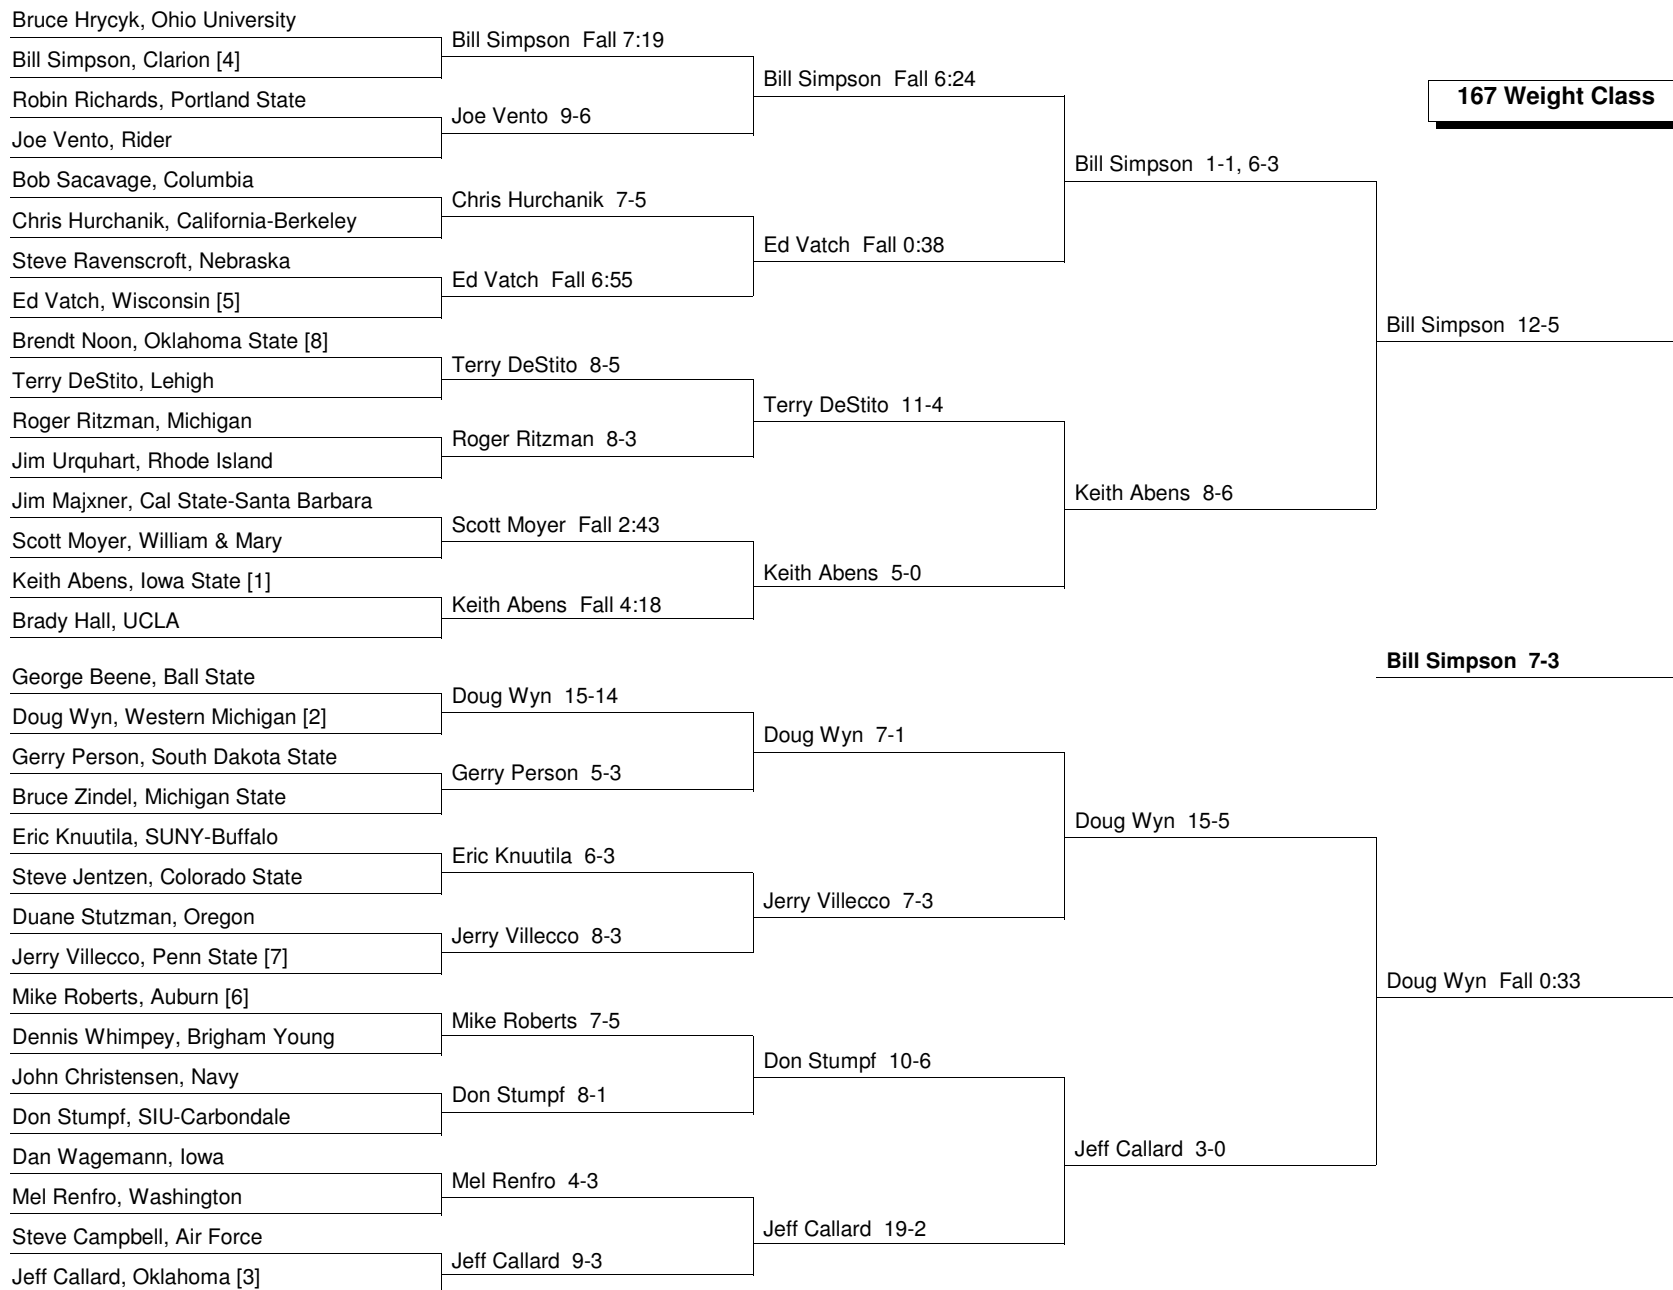 Bruce Hrycyk, Ohio University
Bill Simpson, Clarion [4]
Robin Richards, Portland State
Joe Vento, Rider
Bob Sacavage, Columbia
Chris Hurchanik, California-Berkeley
Steve Ravenscroft, Nebraska
Ed Vatch, Wisconsin [5]
Brendt Noon, Oklahoma State [8]
Terry DeStito, Lehigh
Roger Ritzman, Michigan
Jim Urquhart, Rhode Island
Jim Majxner, Cal State-Santa Barbara
Scott Moyer, William & Mary
Keith Abens, Iowa State [1]
Brady Hall, UCLA
George Beene, Ball State
Doug Wyn, Western Michigan [2]
Gerry Person, South Dakota State
Bruce Zindel, Michigan State
Eric Knuutila, SUNY-Buffalo
Steve Jentzen, Colorado State
Duane Stutzman, Oregon
Jerry Villecco, Penn State [7]
Mike Roberts, Auburn [6]
Dennis Whimpey, Brigham Young
John Christensen, Navy
Don Stumpf, SIU-Carbondale
Dan Wagemann, Iowa
Mel Renfro, Washington
Steve Campbell, Air Force
Jeff Callard, Oklahoma [3]
Bill Simpson Fall 7:19
Joe Vento 9-6
Chris Hurchanik 7-5
Ed Vatch Fall 6:55
Terry DeStito 8-5
Roger Ritzman 8-3
Scott Moyer Fall 2:43
Keith Abens Fall 4:18
Doug Wyn 15-14
Gerry Person 5-3
Eric Knuutila 6-3
Jerry Villecco 8-3
Mike Roberts 7-5
Don Stumpf 8-1
Mel Renfro 4-3
Jeff Callard 9-3
Bill Simpson Fall 6:24
Ed Vatch Fall 0:38
Terry DeStito 11-4
Keith Abens 5-0
Doug Wyn 7-1
Jerry Villecco 7-3
Don Stumpf 10-6
Jeff Callard 19-2
Bill Simpson 1-1, 6-3
Keith Abens 8-6
Doug Wyn 15-5
Jeff Callard 3-0
167 Weight Class
Bill Simpson 12-5
Bill Simpson 7-3
Doug Wyn Fall 0:33